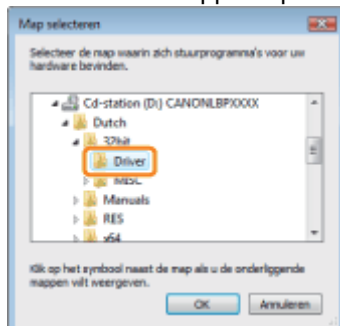 Map selecteren
Selecteer de map waarin zich stuurprogramma's voor uw
hardware bevinden.
Cd-station (D:) CANONLBPXXXX
Dutch
32bit
Driver
MISC
Manuals
RES
x64
Klik op het symbool naast de map als u de onderliggende
mappen wilt weergeven.
OK
Annuleren